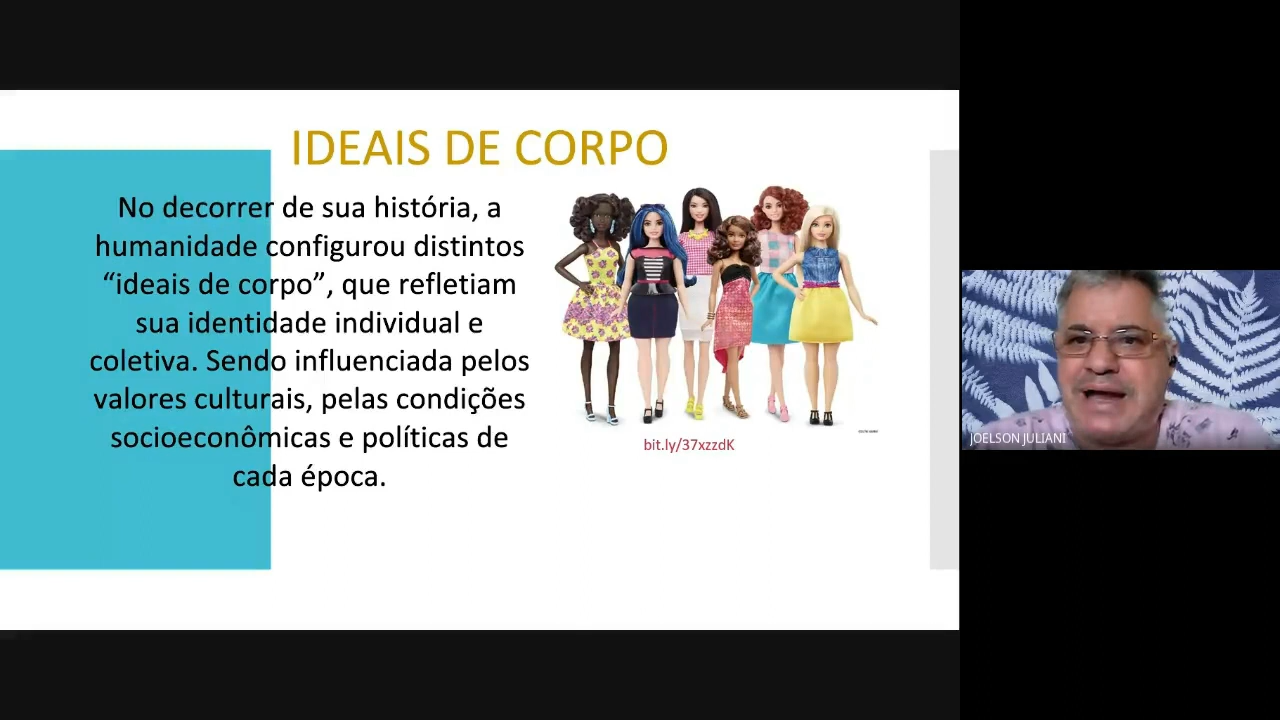 IDEAIS DE CORPO
No decorrer de sua história, a
humanidade configurou distintos
“ideais de corpo”, que refletiam
sua identidade individual e
coletiva. Sendo influenciada pelos
valores culturais, pelas condições
socioeconômicas e políticas de
cada época.
bit.ly/37xzzdK
JOELSON JULIANI